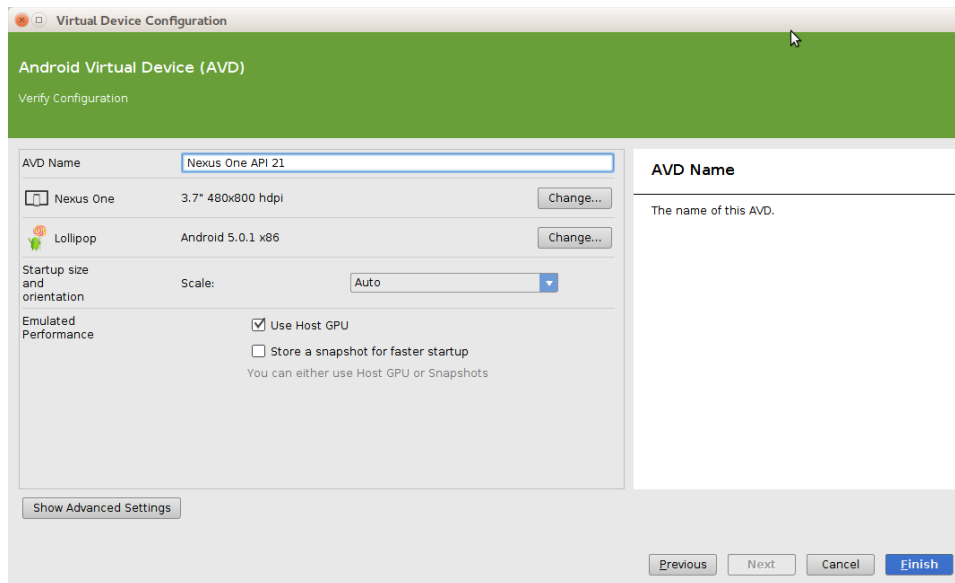 Virtual Device Configuration
Android Virtual Device (AVD)
Verify Configuration
AVD Name
Nexus One API 21
Nexus One
3.7" 480x800 hdpi
Change...
Lollipop
Android 5.0.1 x86
Change...
Startup size
and
orientation
Scale:
Auto
Emulated
Performance
Use Host GPU
Store a snapshot for faster startup
You can either use Host GPU or Snapshots
AVD Name
The name of this AVD.
Show Advanced Settings
Previous
Next
Cancel
Finish